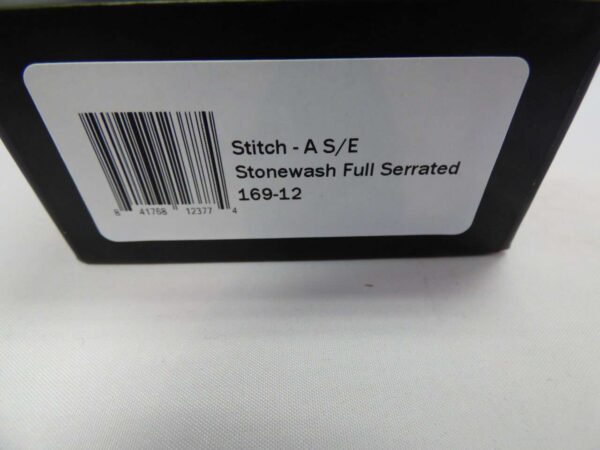 Stitch - A S/E
Stonewash Full Serrated
169-12
8 41768 12377 4